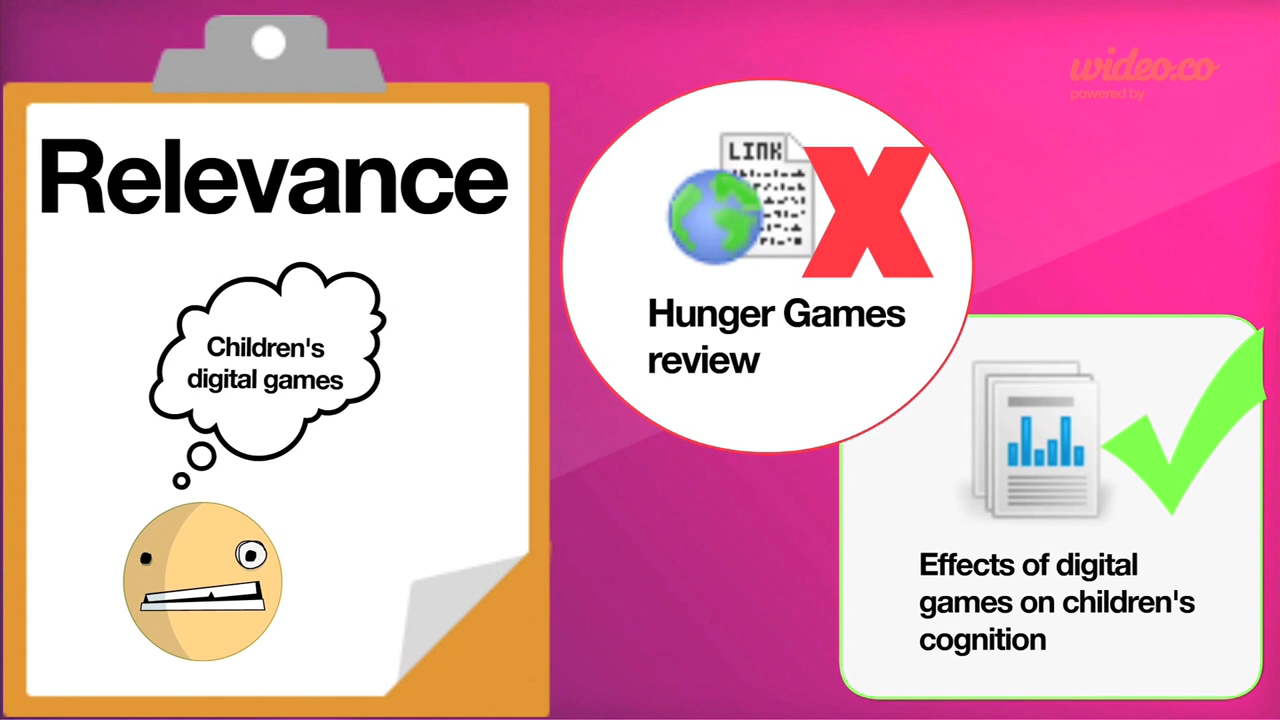 Relevance
Children's
digital games
LINK
Hunger Games
review
Effects of digital
games on children's
cognition
wideo.co
powered by